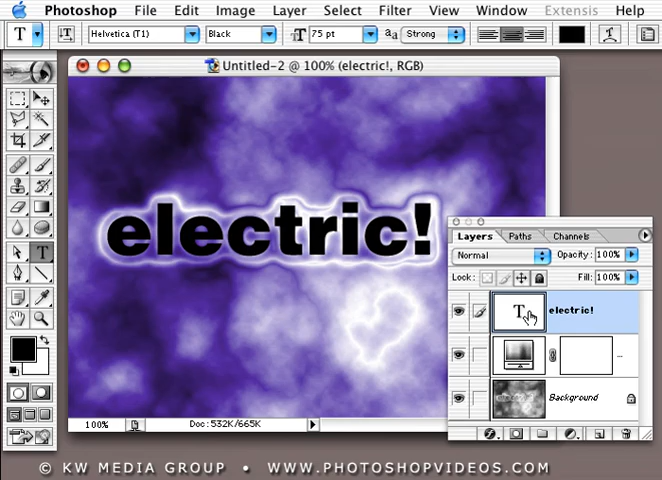 Photoshop File Edit Image Layer Select Filter View Window Extensis Help
T T Helvetica (T1) Black T 75 pt aa Strong
Untitled-2 @ 100% (electric!, RGB)
electric!
Layers Paths Channels
Normal Opacity: 100%
Lock: Fill: 100%
T electric!
...
Background
100% Doc: 532K/665K
© KW MEDIA GROUP • WWW.PHOTOSHOPVIDEOS.COM